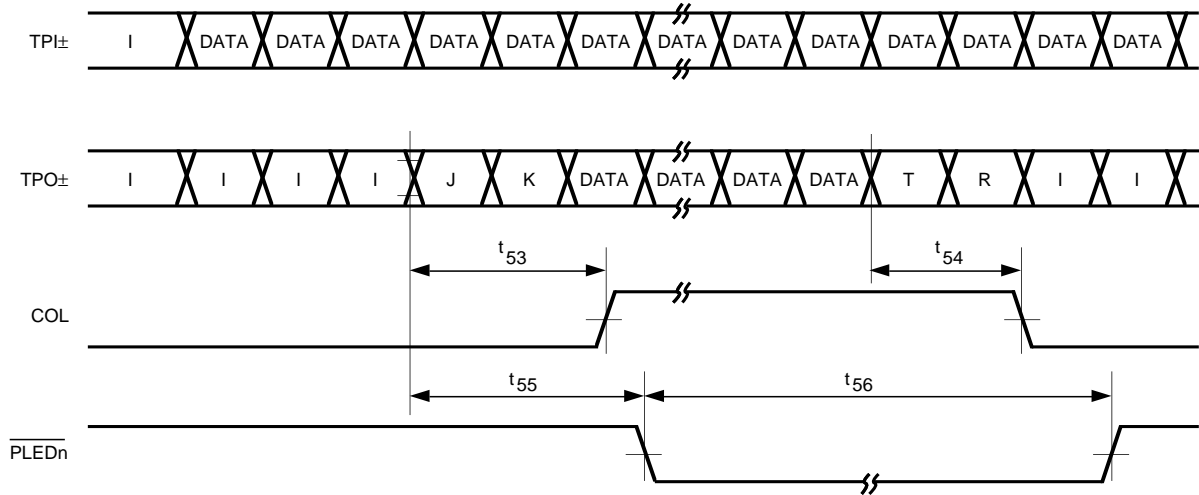 TPI± I DATA DATA DATA DATA DATA DATA DATA DATA DATA DATA DATA DATA DATA
TPO± I I I I J K DATA DATA DATA DATA T R I I
t53 t54
COL
t55 t56
PLEDn